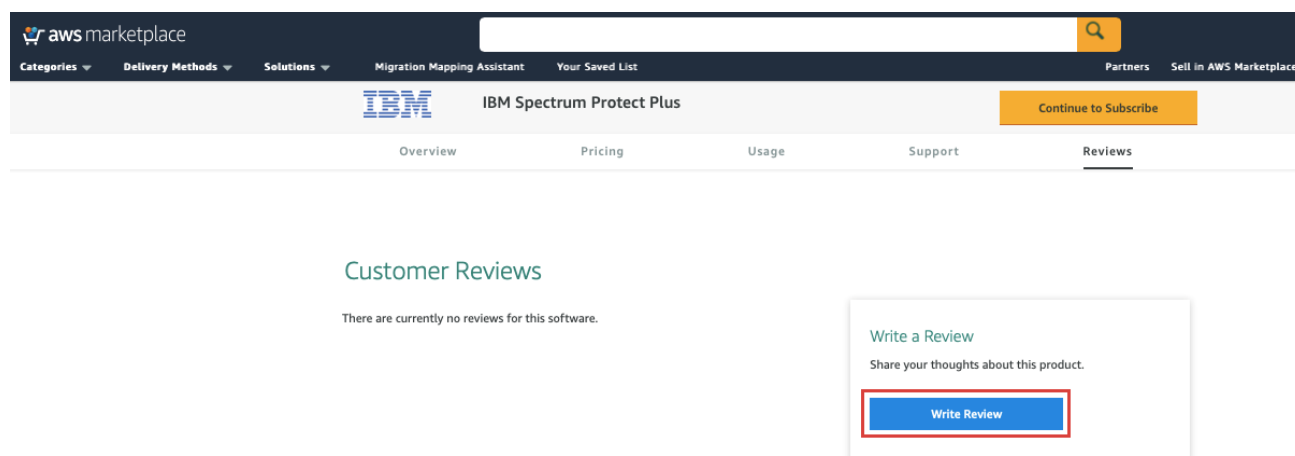 aws marketplace
Categories Delivery Methods Solutions Migration Mapping Assistant Your Saved List Partners Sell in AWS Marketplace
IBM IBM Spectrum Protect Plus Continue to Subscribe
Overview Pricing Usage Support Reviews
Customer Reviews
There are currently no reviews for this software.
Write a Review
Share your thoughts about this product.
Write Review